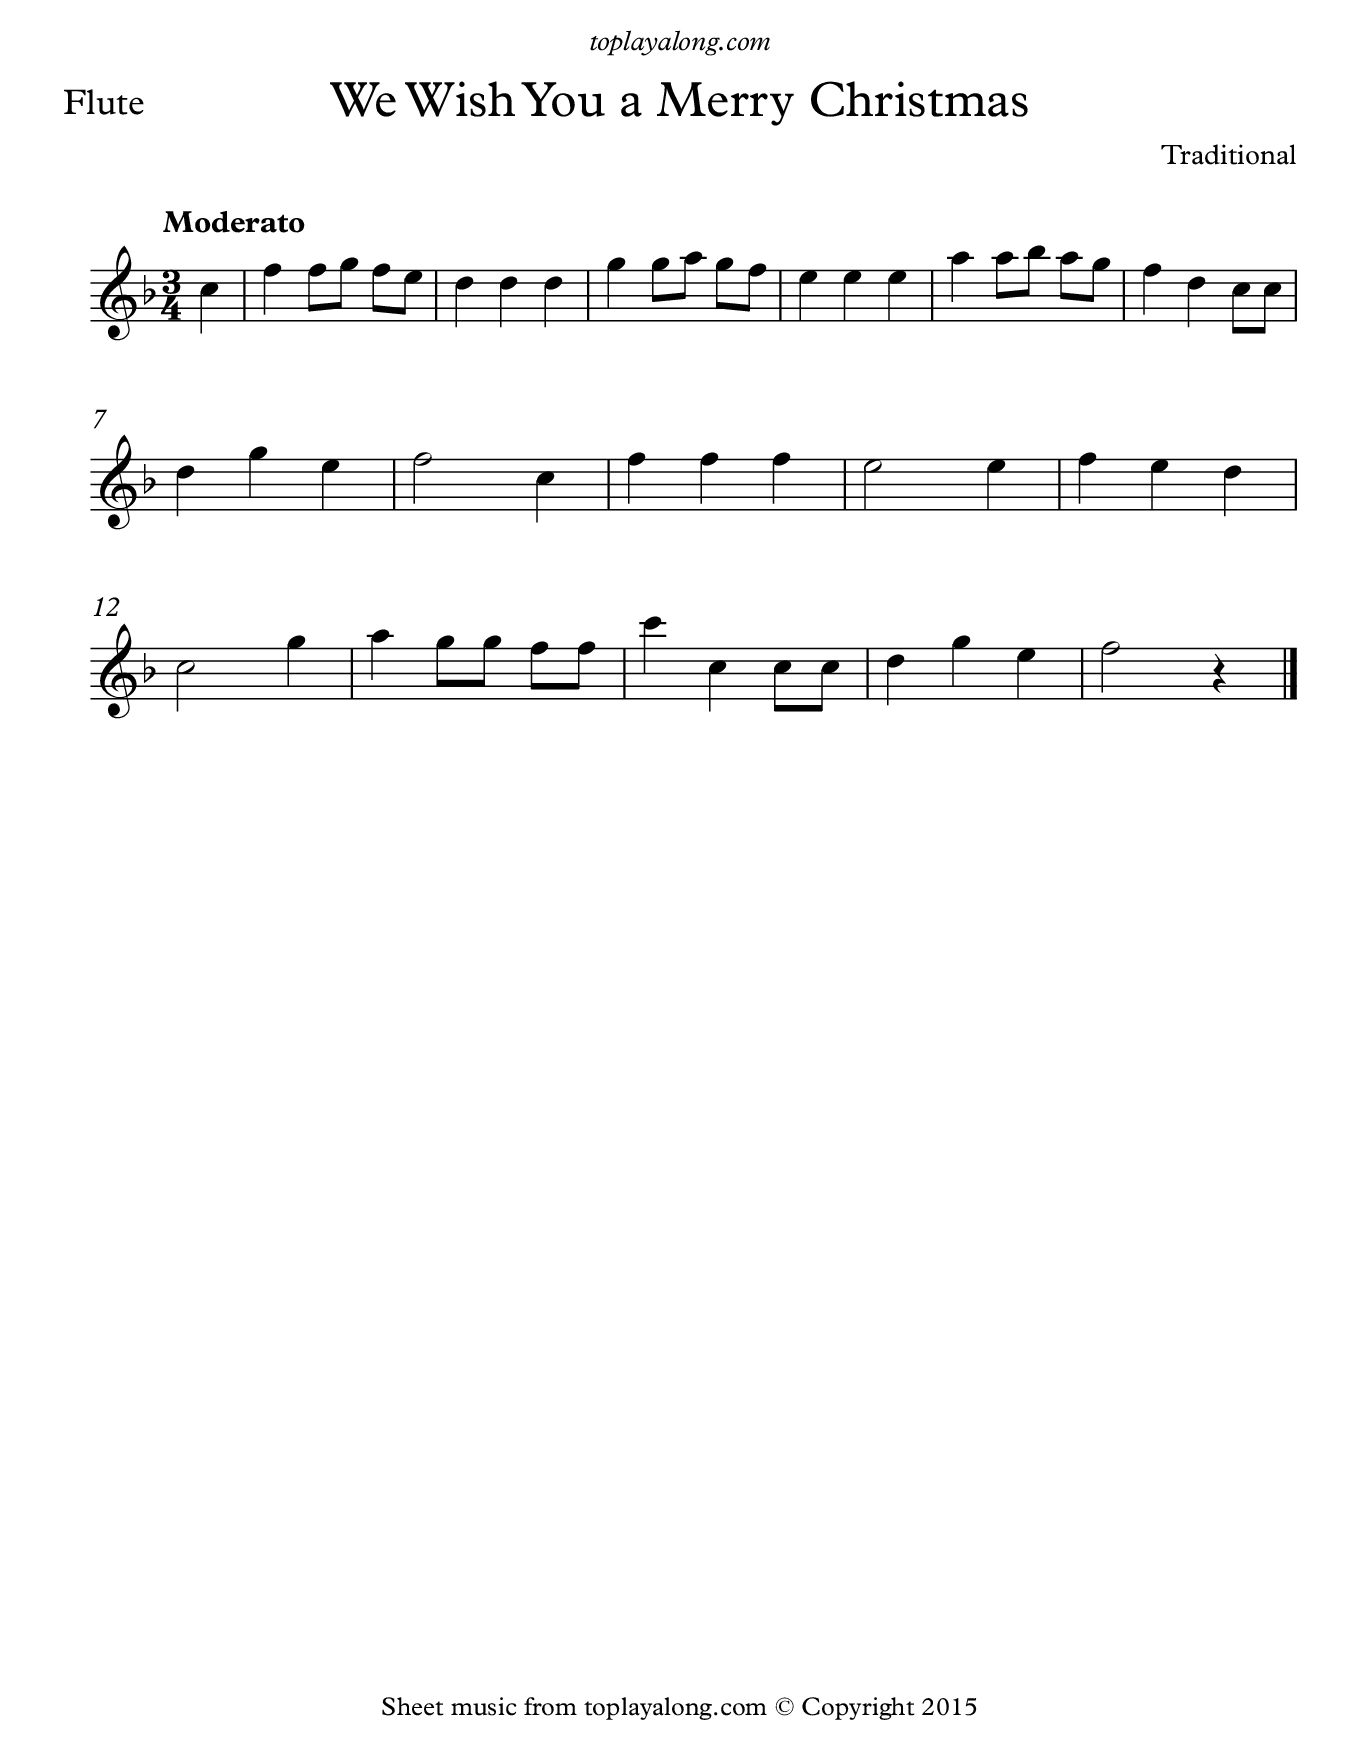 toplayalong.com
Flute
We Wish You a Merry Christmas
Traditional
Moderato
3
4
7
12
Sheet music from toplayalong.com © Copyright 2015